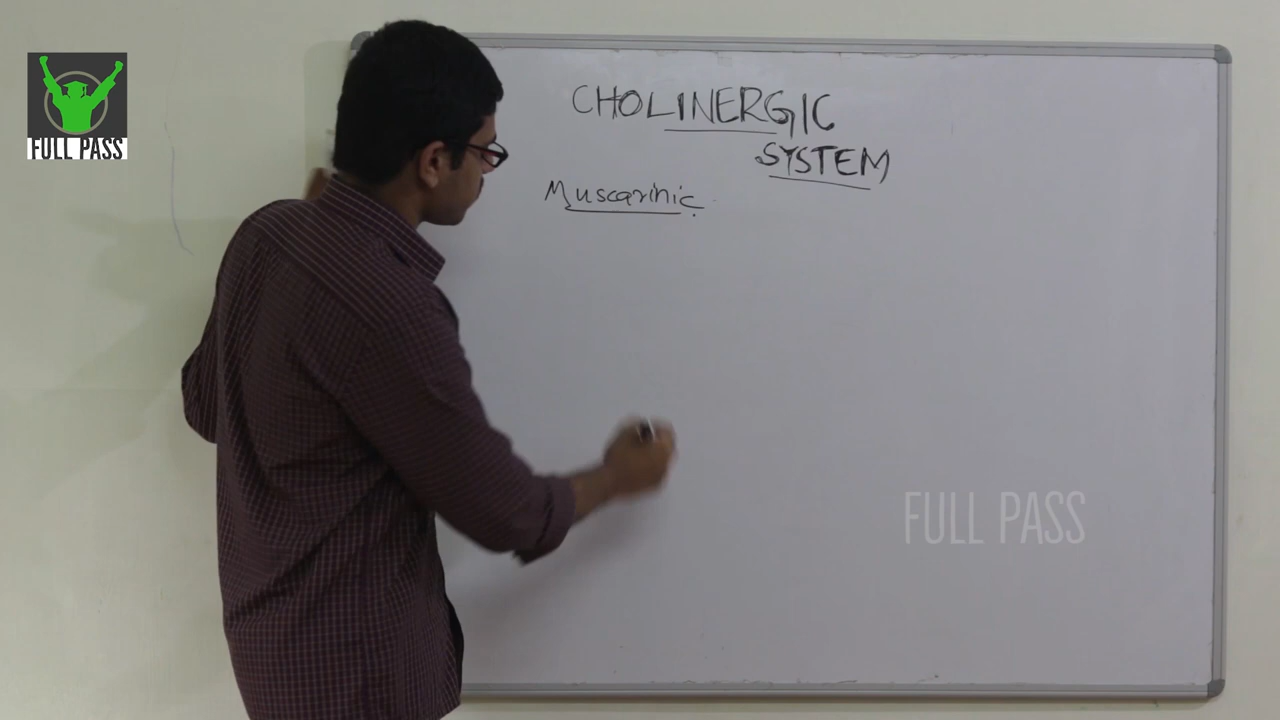 FULL PASS
CHOLINERGIC
SYSTEM
Muscarinic
FULL PASS